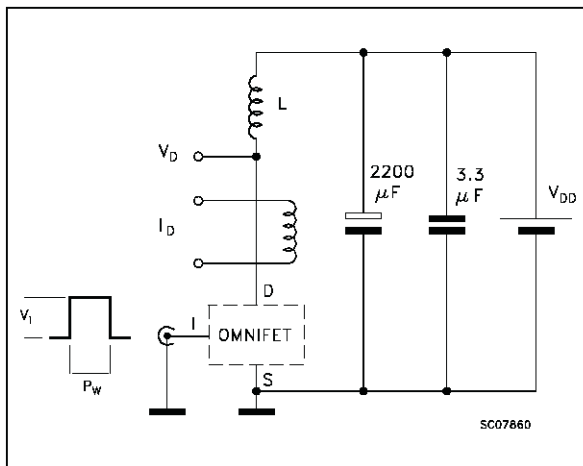 L
V_D
2200
μF
3.3
μF
V_DD
I_D
D
V_I
I
OMNIFET
P_W
S
SC07860